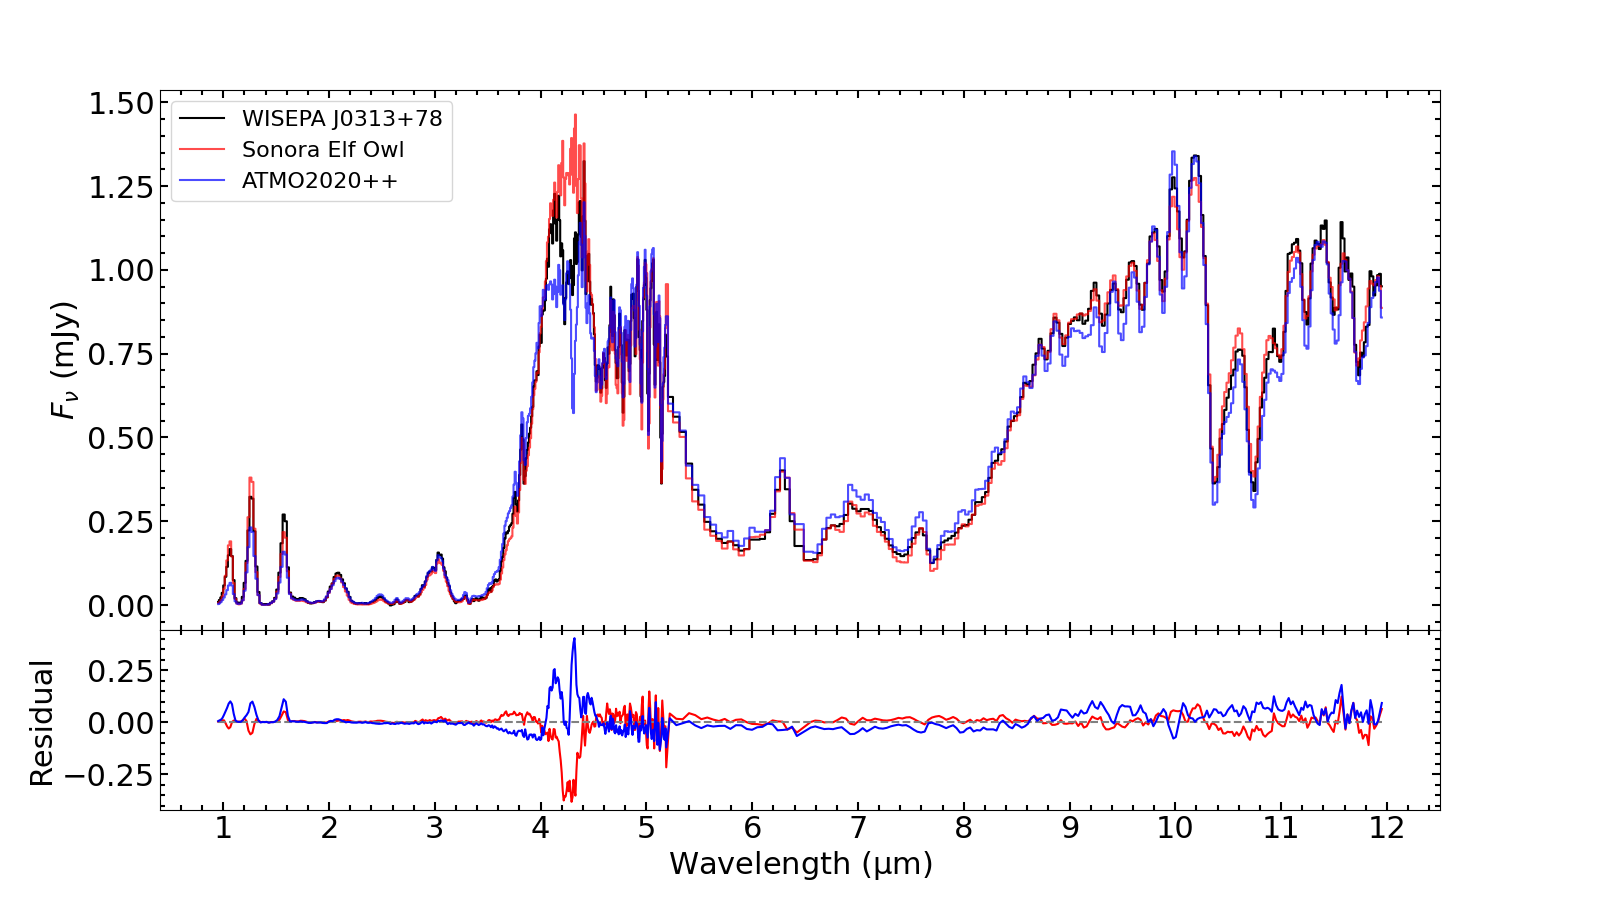 1.50
1.25
1.00
0.75
0.50
0.25
0.00
F_ν (mJy)
WISEPA J0313+78
Sonora Elf Owl
ATMO2020++
0.25
0.00
−0.25
Residual
1 2 3 4 5 6 7 8 9 10 11 12
Wavelength (μm)